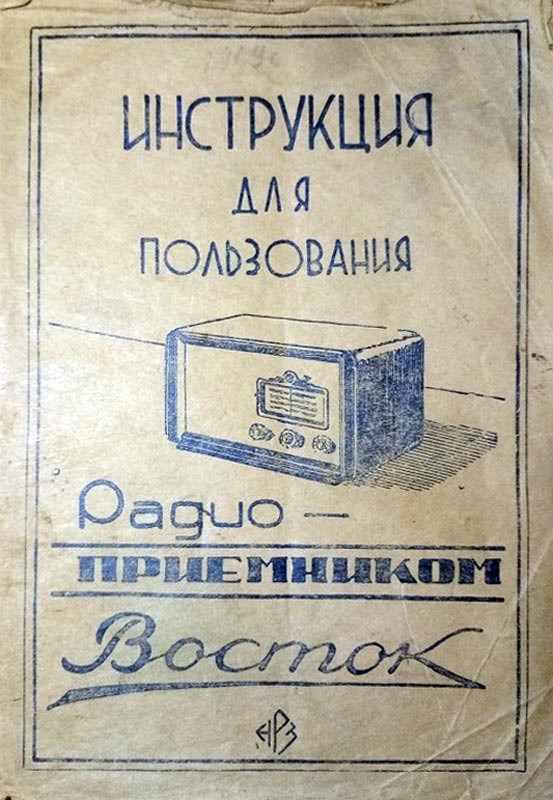 ИНСТРУКЦИЯ
ДЛЯ
ПОЛЬЗОВАНИЯ
Радио —
ПРИЕМНИКОМ
Восток